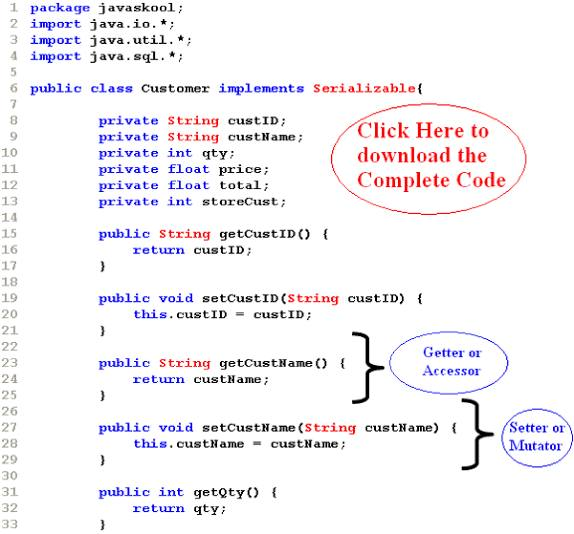 1 package javaskool;
2 import java.io.*;
3 import java.util.*;
4 import java.sql.*;
5
6 public class Customer implements Serializable{
7
8 private String custID;
9 private String custName;
10 private int qty;
11 private float price;
12 private float total;
13 private int storeCust;
14
15 public String getCustID() {
16 return custID;
17 }
18
19 public void setCustID(String custID) {
20 this.custID = custID;
21 }
22
23 public String getCustName() {
24 return custName;
25 }
26
27 public void setCustName(String custName) {
28 this.custName = custName;
29 }
30
31 public int getQty() {
32 return qty;
33 }
Click Here to
download the
Complete Code
Getter or
Accessor
Setter or
Mutator